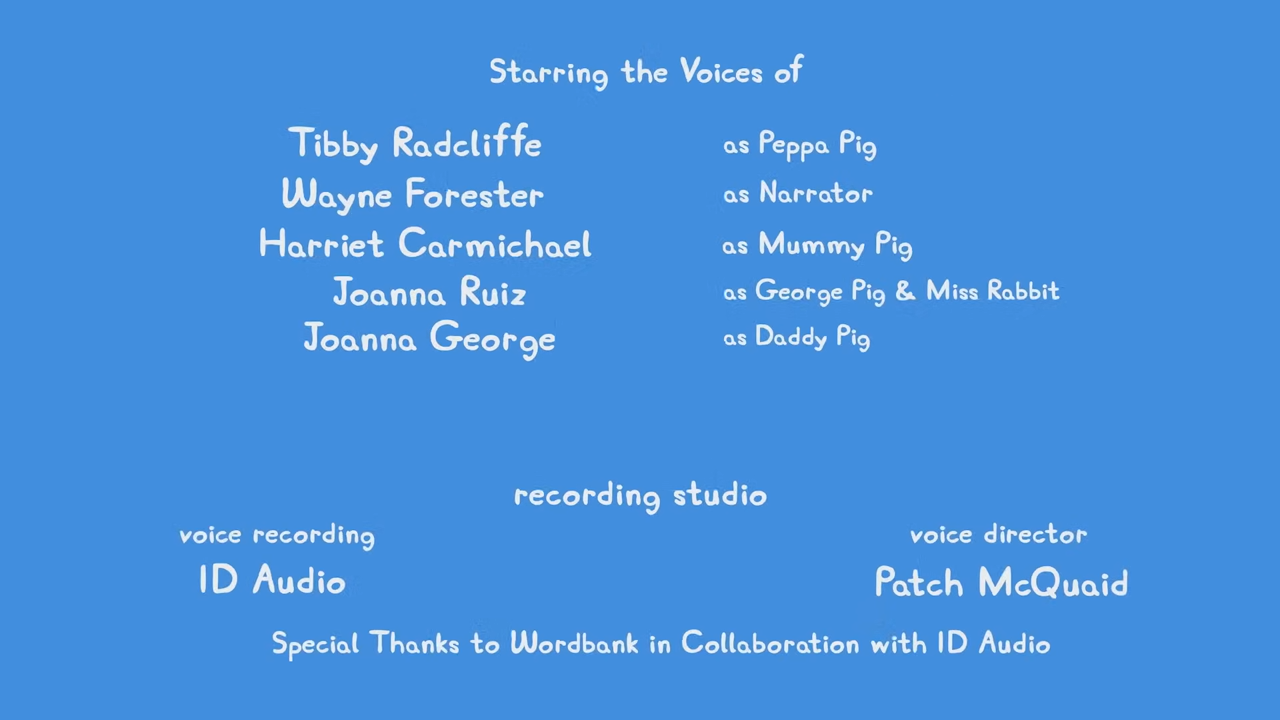 Starring the Voices of
Tibby Radcliffe as Peppa Pig
Wayne Forester as Narrator
Harriet Carmichael as Mummy Pig
Joanna Ruiz as George Pig & Miss Rabbit
Joanna George as Daddy Pig
recording studio
voice recording voice director
ID Audio Patch McQuaid
Special Thanks to Wordbank in Collaboration with ID Audio